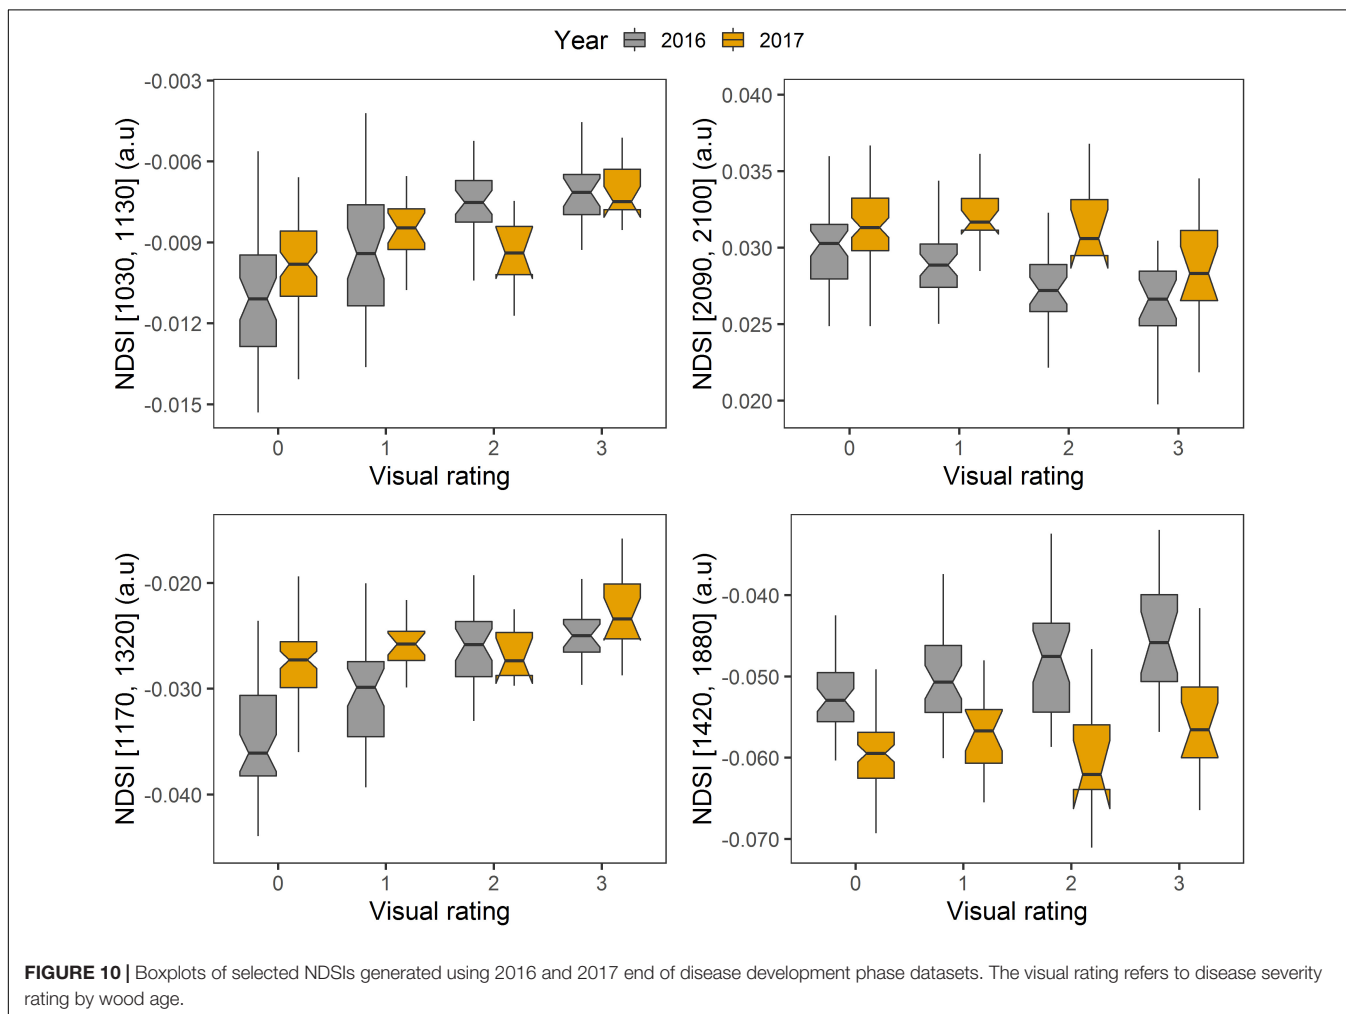 Year 2016 2017
NDSI [1030, 1130] (a.u)
-0.003
-0.006
-0.009
-0.012
-0.015
0 1 2 3
Visual rating
NDSI [2090, 2100] (a.u)
0.040
0.035
0.030
0.025
0.020
0 1 2 3
Visual rating
NDSI [1170, 1320] (a.u)
-0.020
-0.030
-0.040
0 1 2 3
Visual rating
NDSI [1420, 1880] (a.u)
-0.040
-0.050
-0.060
-0.070
0 1 2 3
Visual rating
FIGURE 10 | Boxplots of selected NDSIs generated using 2016 and 2017 end of disease development phase datasets. The visual rating refers to disease severity
rating by wood age.